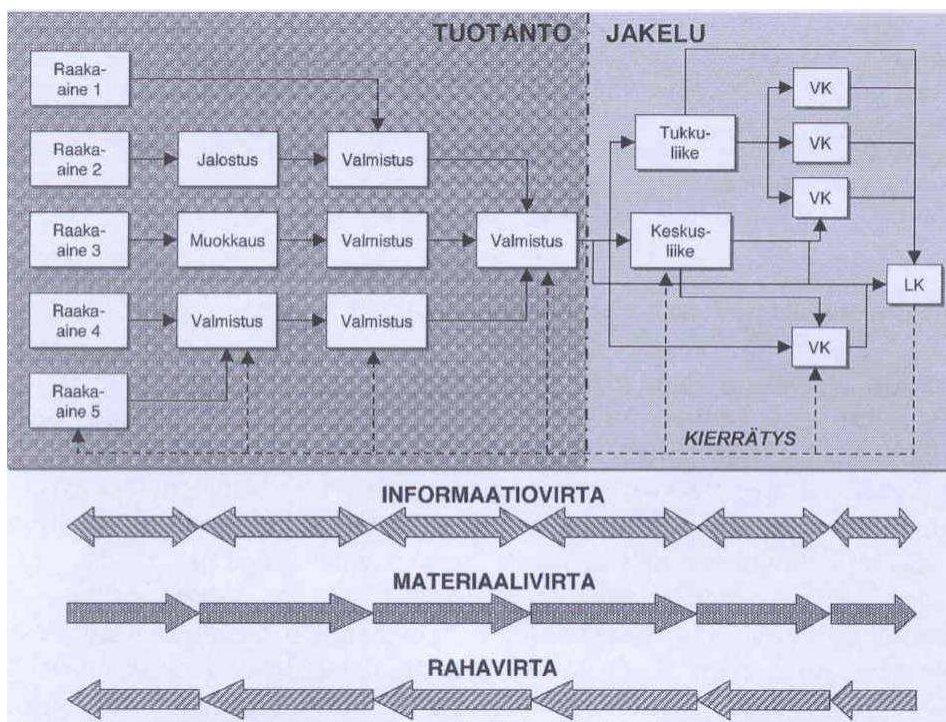 TUOTANTO
JAKELU
Raaka-
aine 1
Raaka-
aine 2
Jalostus
Valmistus
Raaka-
aine 3
Muokkaus
Valmistus
Valmistus
Raaka-
aine 4
Valmistus
Valmistus
Raaka-
aine 5
Tukku-
liike
VK
VK
VK
Keskus-
liike
LK
VK
KIERRÄTYS
INFORMAATIOVIRTA
MATERIAALIVIRTA
RAHAVIRTA